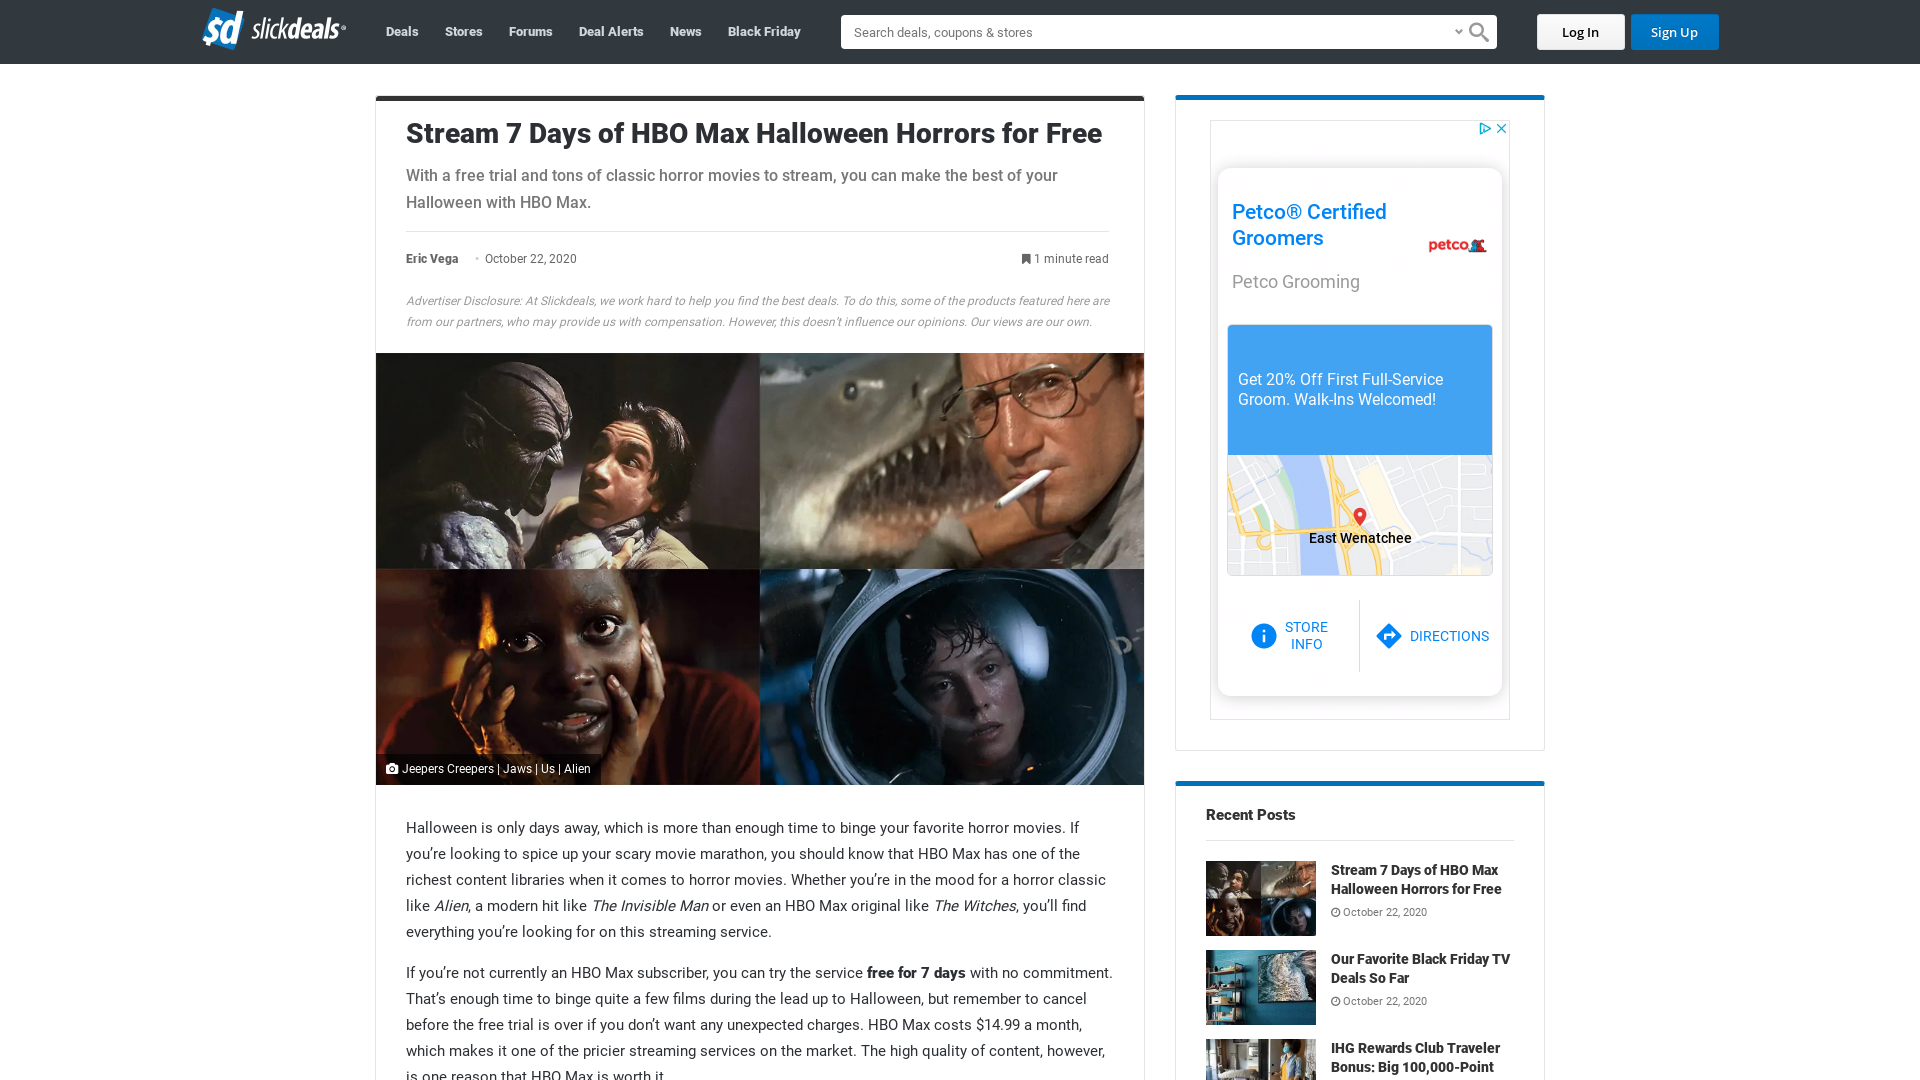 sd slickdeals®
Deals
Stores
Forums
Deal Alerts
News
Black Friday
Search deals, coupons & stores
Log In
Sign Up
Stream 7 Days of HBO Max Halloween Horrors for Free
With a free trial and tons of classic horror movies to stream, you can make the best of your
Halloween with HBO Max.
Eric Vega • October 22, 2020
1 minute read
Advertiser Disclosure: At Slickdeals, we work hard to help you find the best deals. To do this, some of the products featured here are
from our partners, who may provide us with compensation. However, this doesn’t influence our opinions. Our views are our own.
Jeepers Creepers | Jaws | Us | Alien
Halloween is only days away, which is more than enough time to binge your favorite horror movies. If
you’re looking to spice up your scary movie marathon, you should know that HBO Max has one of the
richest content libraries when it comes to horror movies. Whether you’re in the mood for a horror classic
like Alien, a modern hit like The Invisible Man or even an HBO Max original like The Witches, you’ll find
everything you’re looking for on this streaming service.
If you’re not currently an HBO Max subscriber, you can try the service free for 7 days with no commitment.
That’s enough time to binge quite a few films during the lead up to Halloween, but remember to cancel
before the free trial is over if you don’t want any unexpected charges. HBO Max costs $14.99 a month,
which makes it one of the pricier streaming services on the market. The high quality of content, however,
is one reason that HBO Max is worth it.
Petco® Certified
Groomers
petco
Petco Grooming
Get 20% Off First Full-Service
Groom. Walk-Ins Welcomed!
East Wenatchee
STORE
INFO
DIRECTIONS
Recent Posts
Stream 7 Days of HBO Max
Halloween Horrors for Free
October 22, 2020
Our Favorite Black Friday TV
Deals So Far
October 22, 2020
IHG Rewards Club Traveler
Bonus: Big 100,000-Point